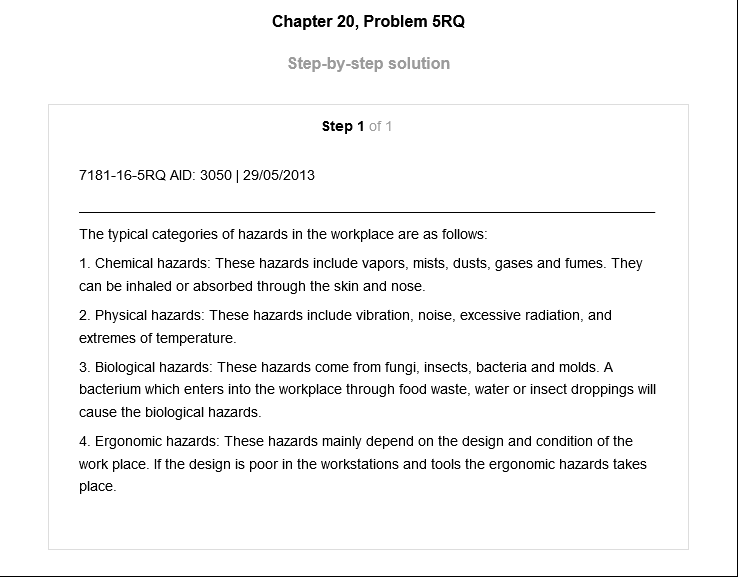 Chapter 20, Problem 5RQ
Step-by-step solution
Step 1 of 1
7181-16-5RQ AID: 3050 | 29/05/2013
The typical categories of hazards in the workplace are as follows:
1. Chemical hazards: These hazards include vapors, mists, dusts, gases and fumes. They
can be inhaled or absorbed through the skin and nose.
2. Physical hazards: These hazards include vibration, noise, excessive radiation, and
extremes of temperature.
3. Biological hazards: These hazards come from fungi, insects, bacteria and molds. A
bacterium which enters into the workplace through food waste, water or insect droppings will
cause the biological hazards.
4. Ergonomic hazards: These hazards mainly depend on the design and condition of the
work place. If the design is poor in the workstations and tools the ergonomic hazards takes
place.